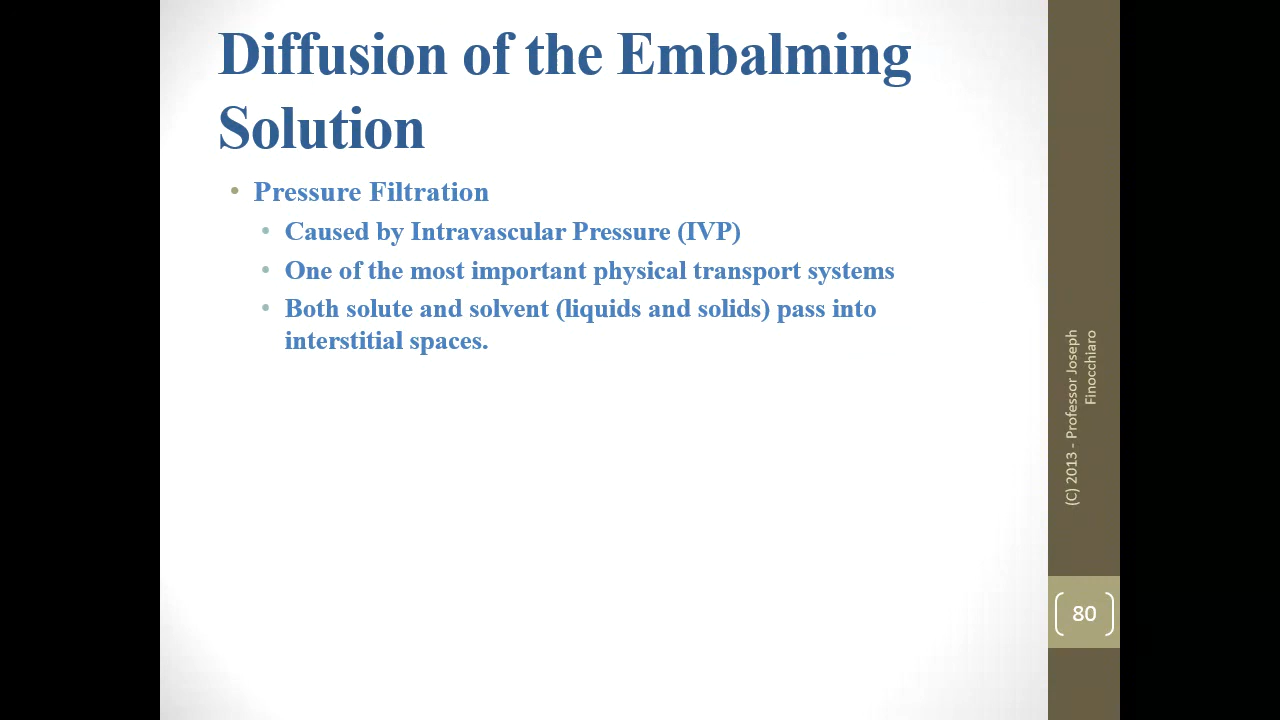 Diffusion of the Embalming
Solution
• Pressure Filtration
• Caused by Intravascular Pressure (IVP)
• One of the most important physical transport systems
• Both solute and solvent (liquids and solids) pass into
interstitial spaces.
(C) 2013 - Professor Joseph
Finocchiaro
80